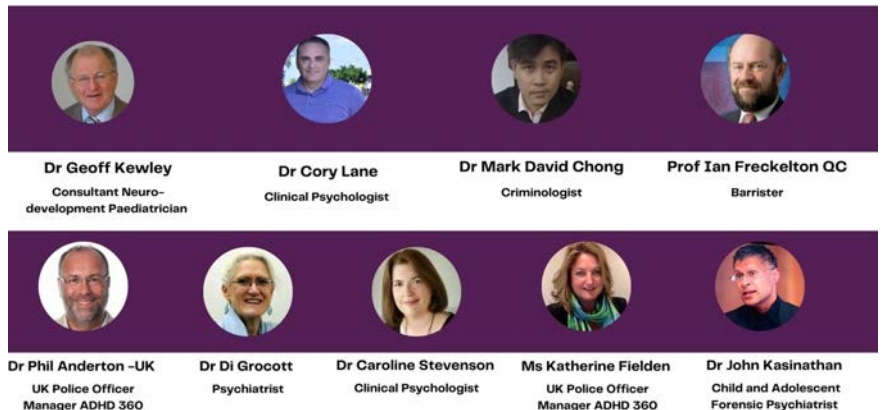 Dr Geoff Kewley
Consultant Neuro-
development Paediatrician
Dr Cory Lane
Clinical Psychologist
Dr Mark David Chong
Criminologist
Prof Ian Freckelton QC
Barrister
Dr Phil Anderton -UK
UK Police Officer
Manager ADHD 360
Dr Di Grocott
Psychiatrist
Dr Caroline Stevenson
Clinical Psychologist
Ms Katherine Fielden
UK Police Officer
Manager ADHD 360
Dr John Kasinathan
Child and Adolescent
Forensic Psychiatrist